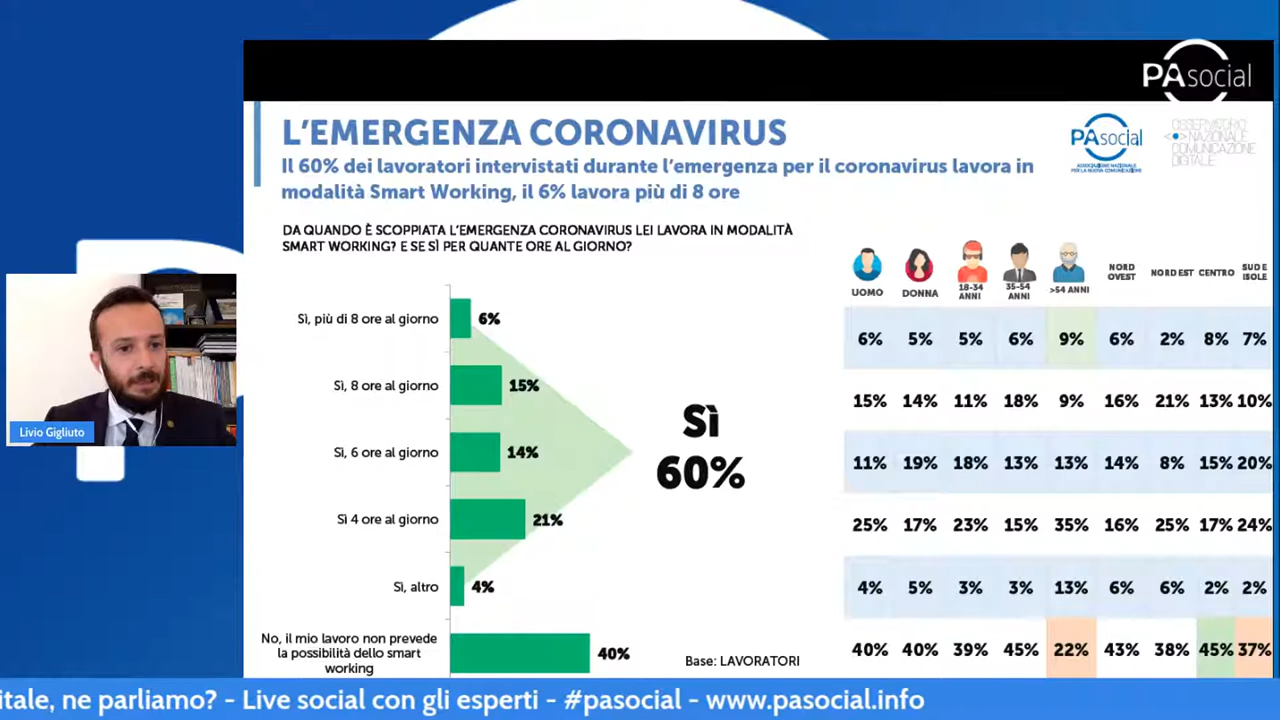 PAsocial
L'EMERGENZA CORONAVIRUS
Il 60% dei lavoratori intervistati durante l'emergenza per il coronavirus lavora in
modalità Smart Working, il 6% lavora più di 8 ore
PAsocial
ASSOCIAZIONE NAZIONALE
PER LA NUOVA COMUNICAZIONE
OSSERVATORIO
NAZIONALE
COMUNICAZIONE
DIGITALE
DA QUANDO È SCOPPIATA L'EMERGENZA CORONAVIRUS LEI LAVORA IN MODALITÀ
SMART WORKING? E SE SÌ PER QUANTE ORE AL GIORNO?
UOMO DONNA 18-34 ANNI 35-54 ANNI >54 ANNI NORD OVEST NORD EST CENTRO SUD E ISOLE
Sì, più di 8 ore al giorno 6% 6% 5% 5% 6% 9% 6% 2% 8% 7%
Sì, 8 ore al giorno 15% 15% 14% 11% 18% 9% 16% 21% 13% 10%
Sì, 6 ore al giorno 14% 11% 19% 18% 13% 13% 14% 8% 15% 20%
Sì 4 ore al giorno 21% 25% 17% 23% 15% 35% 16% 25% 17% 24%
Sì, altro 4% 4% 5% 3% 3% 13% 6% 6% 2% 2%
No, il mio lavoro non prevede
la possibilità dello smart
working
40% 40% 40% 39% 45% 22% 43% 38% 45% 37%
Sì
60%
Base: LAVORATORI
Livio Gigliuto
itale, ne parliamo? - Live social con gli esperti - #pasocial - www.pasocial.info